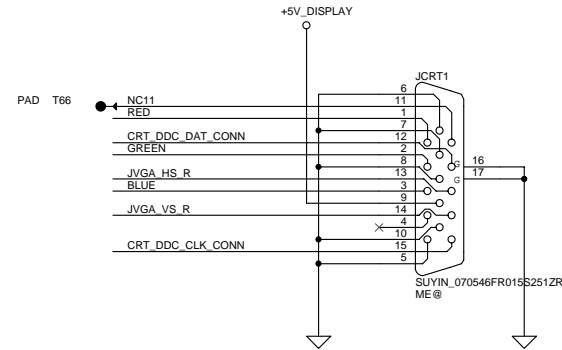 +5V_DISPLAY
JCRT1
6
PAD T66
NC11
11
RED
1
7
CRT_DDC_DAT_CONN
12
GREEN
2
8
G
16
JVGA_HS_R
13
G
17
BLUE
3
9
JVGA_VS_R
14
4
10
CRT_DDC_CLK_CONN
15
5
SUYIN_070546FR015S251ZR
ME@